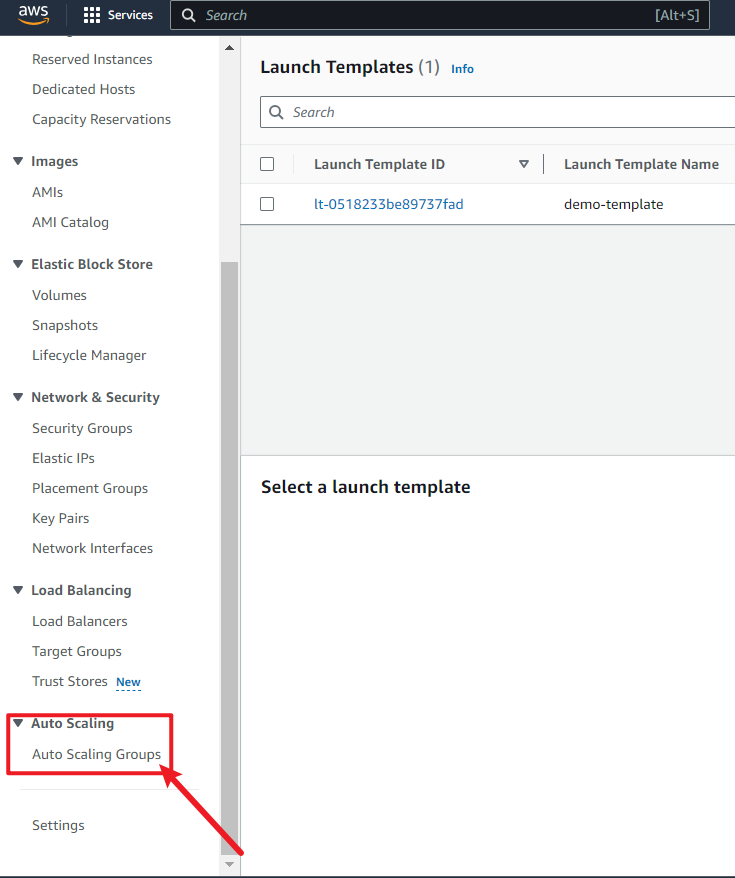 aws
Services
Search
[Alt+S]
Reserved Instances
Dedicated Hosts
Capacity Reservations
Images
AMIs
AMI Catalog
Elastic Block Store
Volumes
Snapshots
Lifecycle Manager
Network & Security
Security Groups
Elastic IPs
Placement Groups
Key Pairs
Network Interfaces
Load Balancing
Load Balancers
Target Groups
Trust Stores New
Auto Scaling
Auto Scaling Groups
Settings
Launch Templates (1) Info
Search
Launch Template ID
Launch Template Name
lt-0518233be89737fad
demo-template
Select a launch template